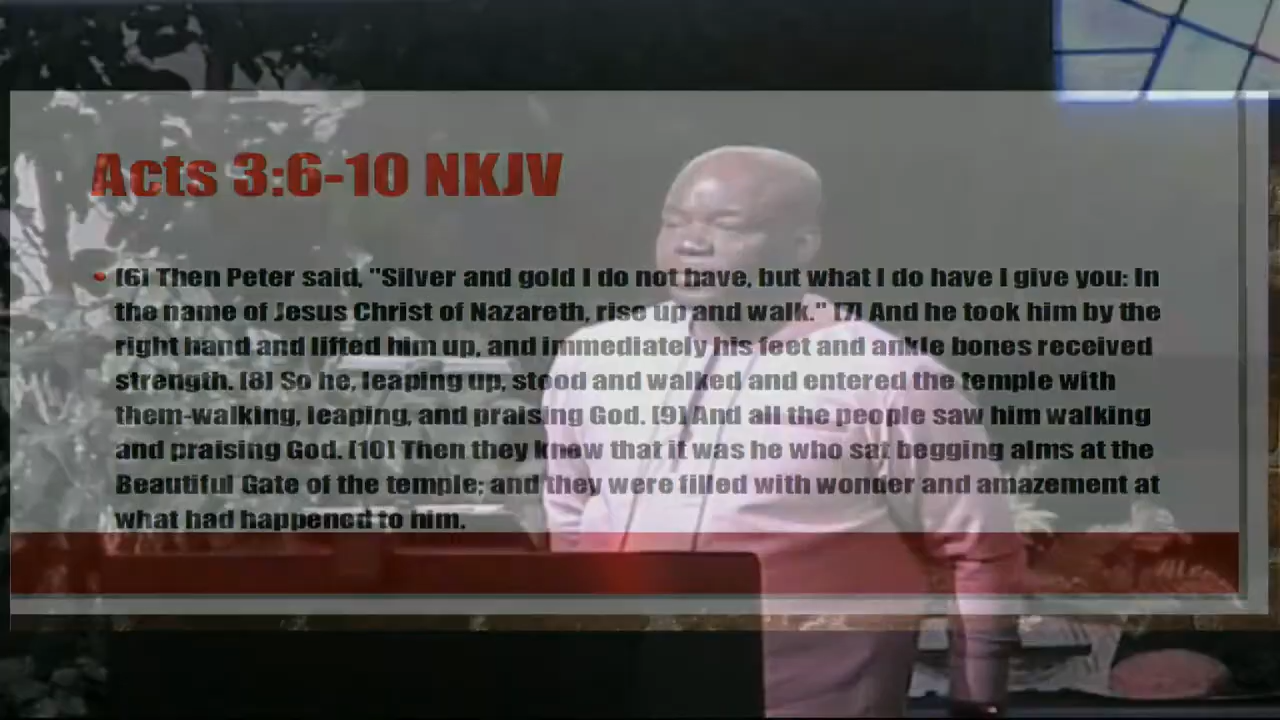 Acts 3:6-10 NKJV
• [6] Then Peter said, "Silver and gold I do not have, but what I do have I give you: In
the name of Jesus Christ of Nazareth, rise up and walk." [7] And he took him by the
right hand and lifted him up, and immediately his feet and ankle bones received
strength. [8] So he, leaping up, stood and walked and entered the temple with
them-walking, leaping, and praising God. [9] And all the people saw him walking
and praising God. [10] Then they knew that it was he who sat begging alms at the
Beautiful Gate of the temple; and they were filled with wonder and amazement at
what had happened to him.